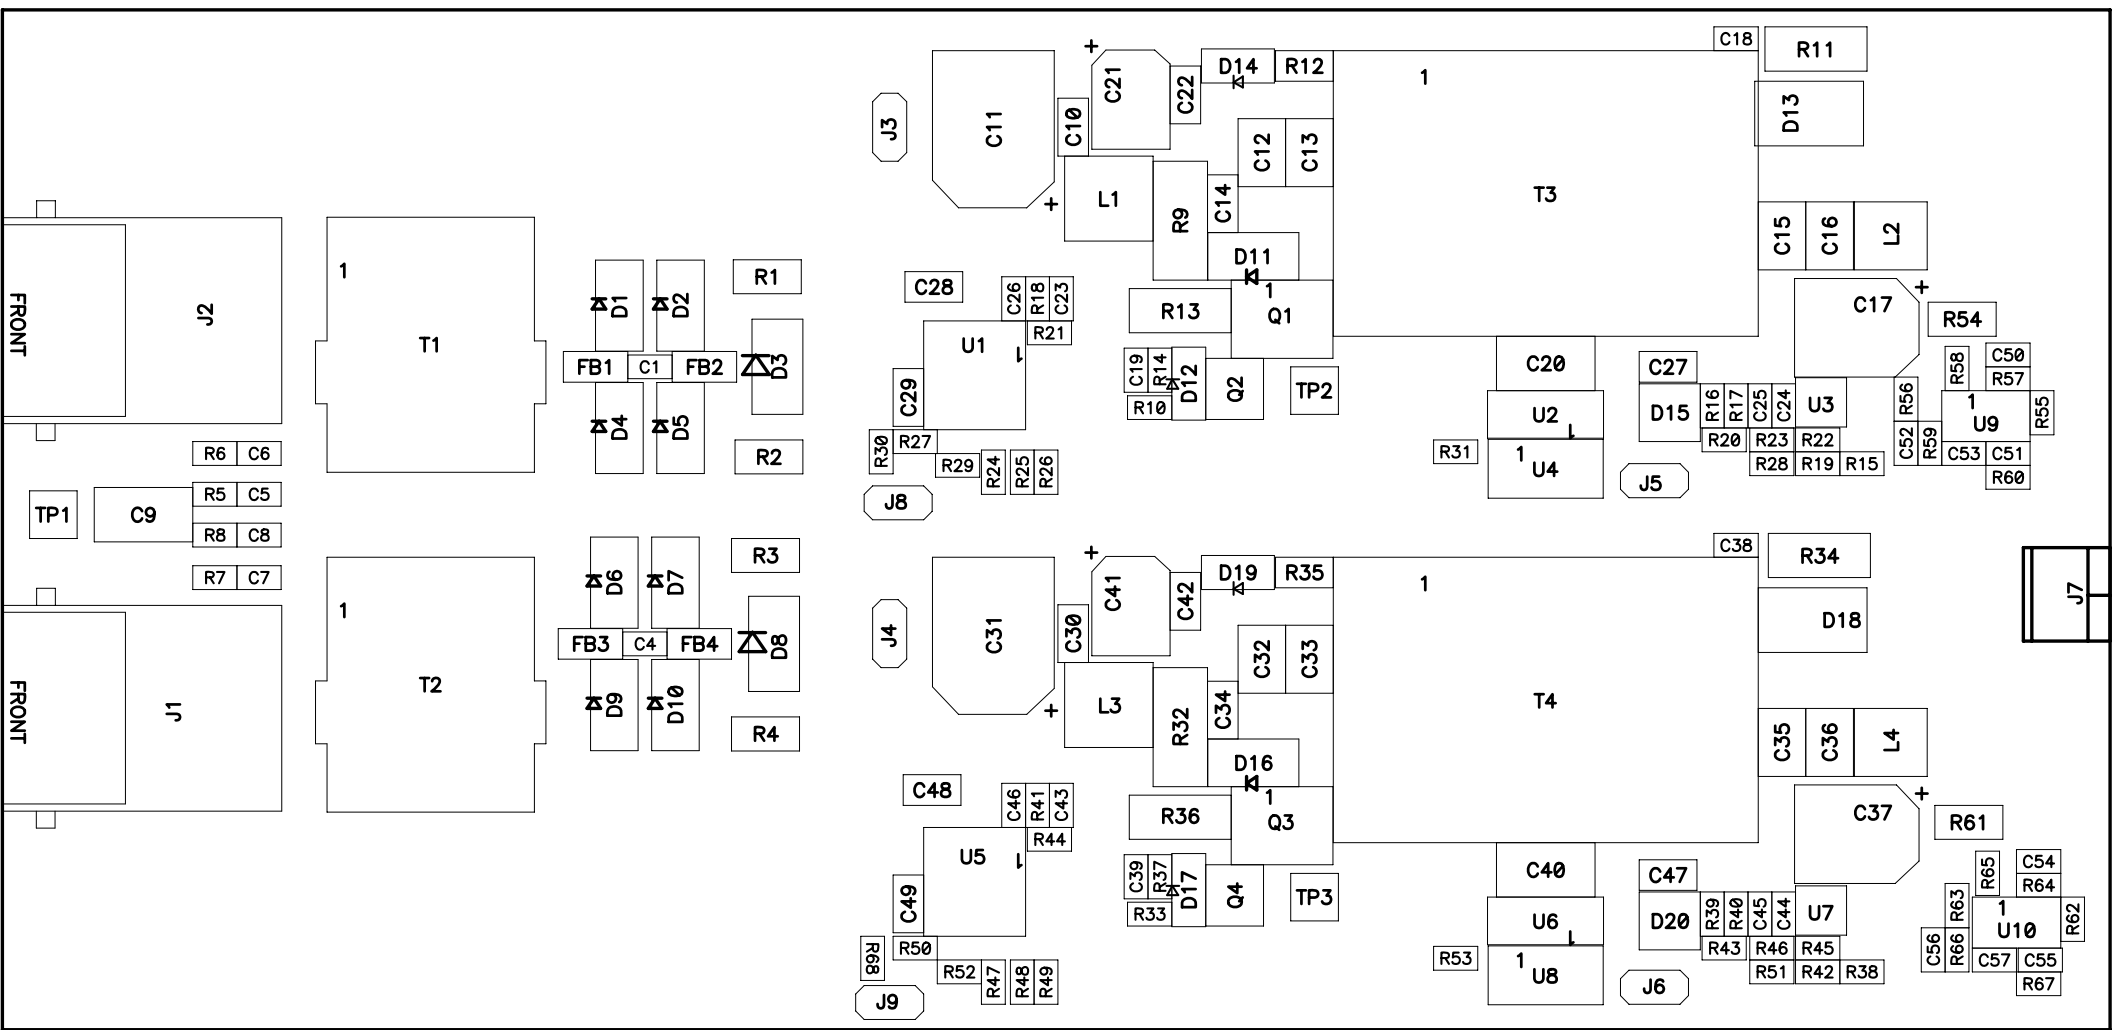 C18
R11
+
C21
C22
D14
R12
1
D13
J3
C11
C10
C12
C13
T3
+
L1
R9
C14
D11
C15
C16
L2
FRONT
J2
1
T1
D1
D2
R1
FB1
C1
FB2
D3
D4
D5
R2
C28
C26
R18
C23
R21
U1
1
C29
R30
R27
R29
R24
R25
R26
J8
R13
1
Q1
C19
R14
D12
R10
Q2
TP2
C20
U2
1
R31
1
U4
C27
D15
R16
R17
C25
C24
U3
R20
R23
R22
R28
R19
R15
J5
+
C17
R54
R58
C50
R57
R56
1
U9
R55
C52
R59
C53
C51
R60
R6
C6
R5
C5
TP1
C9
R8
C8
R7
C7
FRONT
J1
1
T2
D6
D7
R3
FB3
C4
FB4
D8
D9
D10
R4
C38
R34
+
C41
C42
D19
R35
1
D18
J7
J4
C31
C30
C32
C33
T4
+
L3
R32
C34
D16
C35
C36
L4
C48
C46
R41
C43
R44
U5
1
C49
R68
R50
R52
R47
R48
R49
J9
R36
1
Q3
C39
R37
D17
R33
Q4
TP3
C40
U6
1
R53
1
U8
C47
D20
R39
R40
C45
C44
U7
R43
R46
R45
R51
R42
R38
J6
+
C37
R61
R65
C54
R64
R63
1
U10
R62
C56
R66
C57
C55
R67